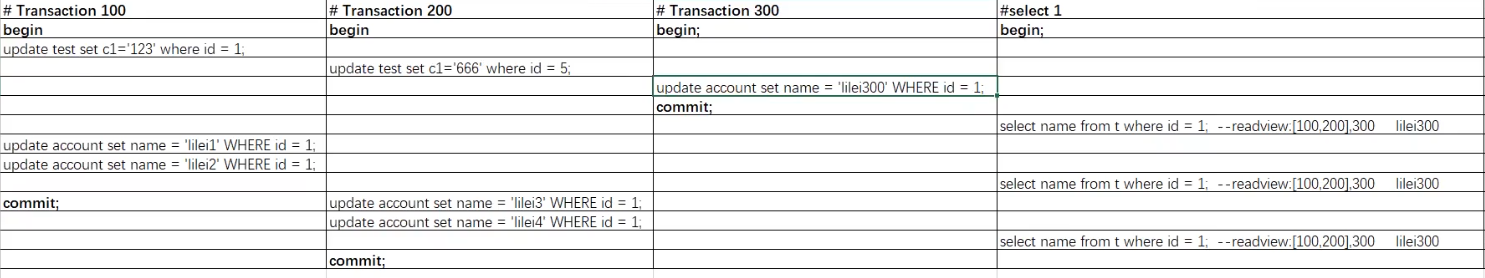 # Transaction 100 # Transaction 200 # Transaction 300 #select 1
begin begin begin; begin;
update test set c1='123' where id = 1;
update test set c1='666' where id = 5;
update account set name = 'lilei300' WHERE id = 1;
commit;
select name from t where id = 1; --readview:[100,200],300 lilei300
update account set name = 'lilei1' WHERE id = 1;
update account set name = 'lilei2' WHERE id = 1;
select name from t where id = 1; --readview:[100,200],300 lilei300
commit; update account set name = 'lilei3' WHERE id = 1;
update account set name = 'lilei4' WHERE id = 1;
select name from t where id = 1; --readview:[100,200],300 lilei300
commit;